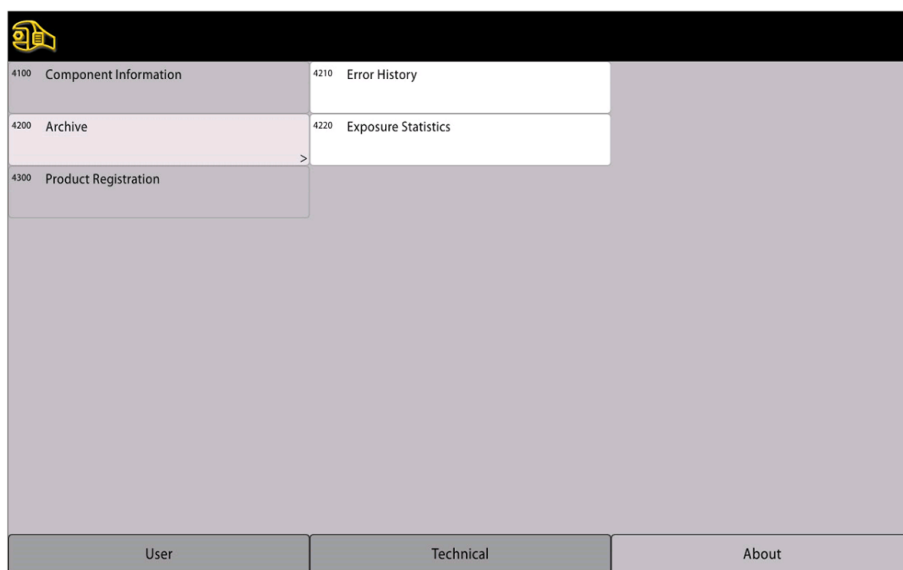 4100 Component Information
4210 Error History
4200 Archive
>
4220 Exposure Statistics
4300 Product Registration
User
Technical
About